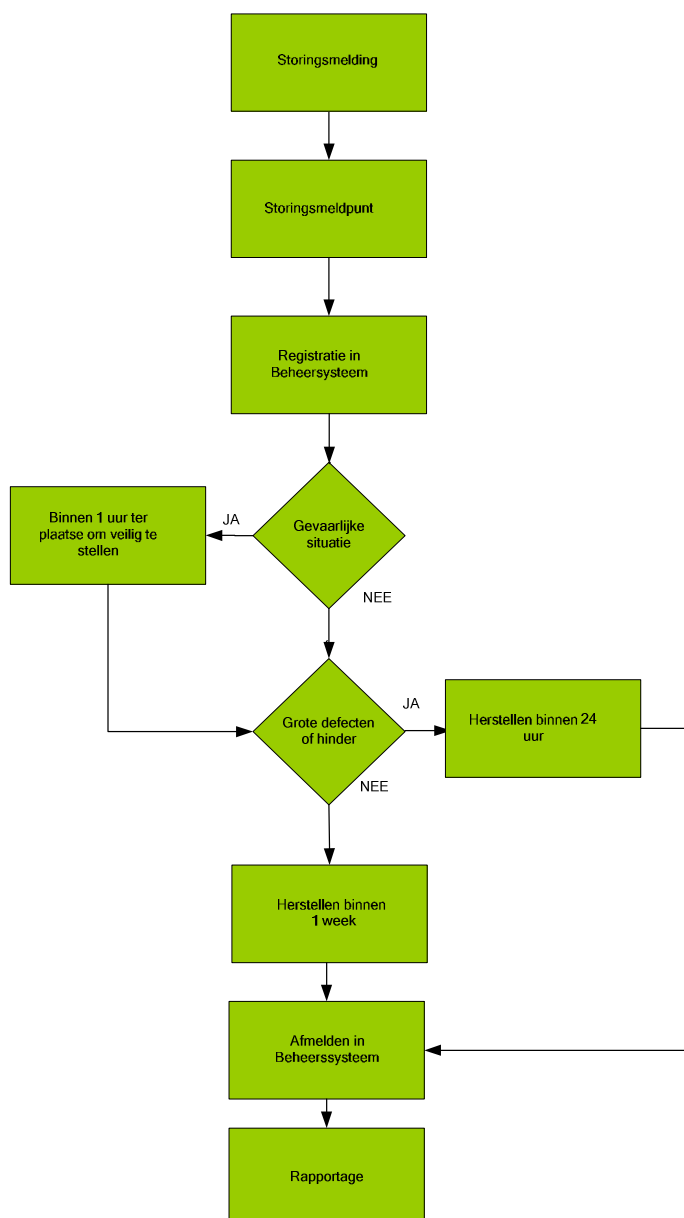 Storingsmelding
Storingsmeldpunt
Registratie in
Beheersysteem
Binnen 1 uur ter
plaatse om veilig te
stellen
JA
Gevaarlijke
situatie
NEE
Grote defecten
of hinder
JA
Herstellen binnen 24
uur
NEE
Herstellen binnen
1 week
Afmelden in
Beheerssysteem
Rapportage